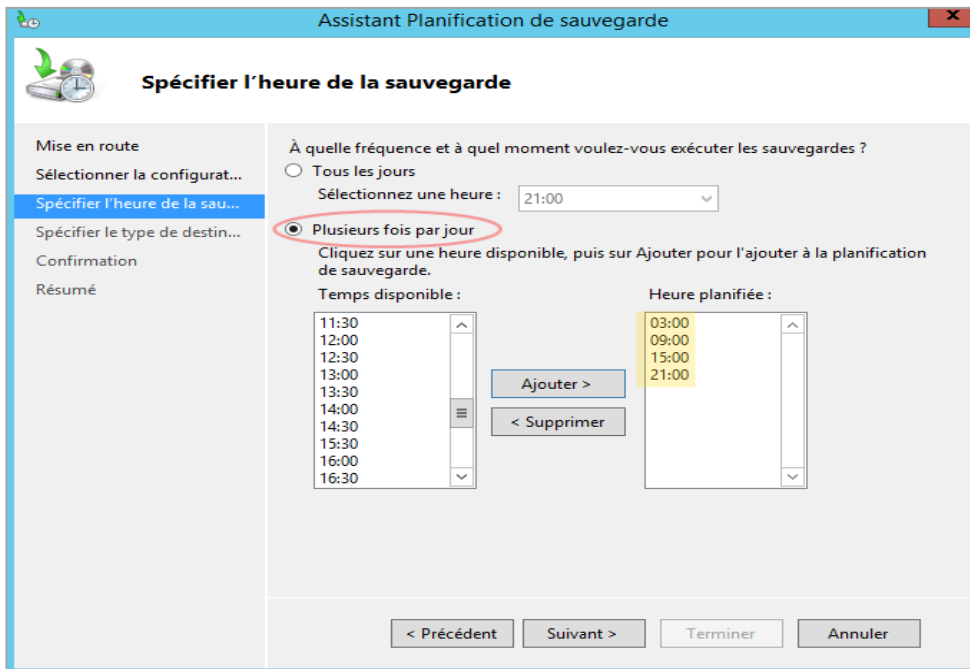 Assistant Planification de sauvegarde
x
Spécifier l'heure de la sauvegarde
Mise en route
Sélectionner la configurat...
Spécifier l'heure de la sau...
Spécifier le type de destin...
Confirmation
Résumé
À quelle fréquence et à quel moment voulez-vous exécuter les sauvegardes ?
Tous les jours
Sélectionnez une heure : 21:00
Plusieurs fois par jour
Cliquez sur une heure disponible, puis sur Ajouter pour l'ajouter à la planification
de sauvegarde.
Temps disponible :
11:30
12:00
12:30
13:00
13:30
14:00
14:30
15:30
16:00
16:30
Ajouter >
< Supprimer
Heure planifiée :
03:00
09:00
15:00
21:00
< Précédent
Suivant >
Terminer
Annuler